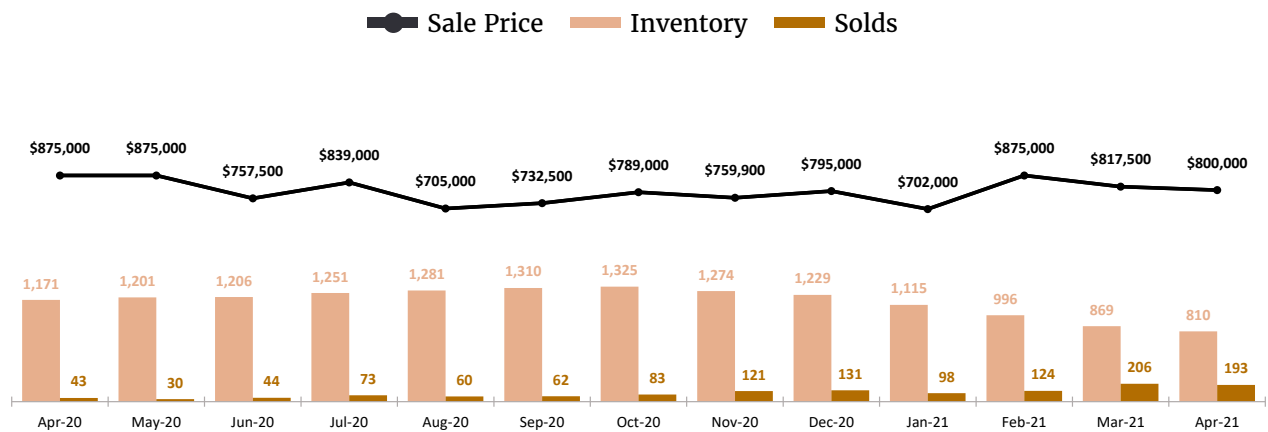 Sale Price Inventory Solds
$875,000 $875,000 $757,500 $839,000 $705,000 $732,500 $789,000 $759,900 $795,000 $702,000 $875,000 $817,500 $800,000
1,171 1,201 1,206 1,251 1,281 1,310 1,325 1,274 1,229 1,115 996 869 810
43 30 44 73 60 62 83 121 131 98 124 206 193
Apr-20 May-20 Jun-20 Jul-20 Aug-20 Sep-20 Oct-20 Nov-20 Dec-20 Jan-21 Feb-21 Mar-21 Apr-21